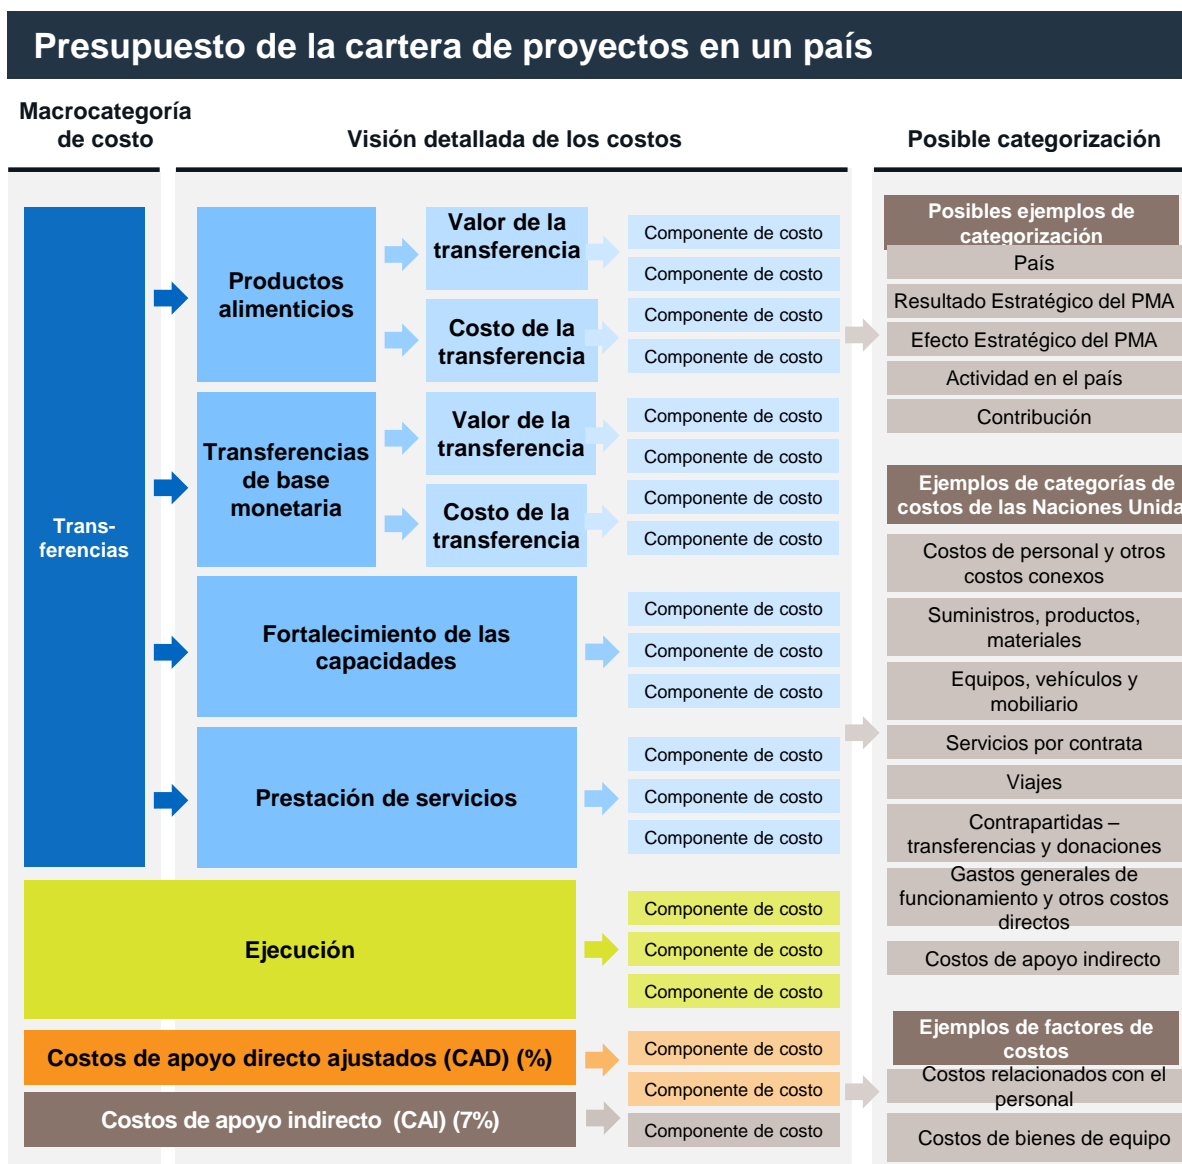 Presupuesto de la cartera de proyectos en un país
Macrocategoría
de costo
Visión detallada de los costos
Posible categorización
Trans-
ferencias
Productos
alimenticios
Valor de la
transferencia
Componente de costo
Componente de costo
Costo de la
transferencia
Componente de costo
Componente de costo
Transferencias
de base
monetaria
Valor de la
transferencia
Componente de costo
Componente de costo
Costo de la
transferencia
Componente de costo
Componente de costo
Fortalecimiento de las
capacidades
Componente de costo
Componente de costo
Componente de costo
Prestación de servicios
Componente de costo
Componente de costo
Componente de costo
Ejecución
Componente de costo
Componente de costo
Componente de costo
Costos de apoyo directo ajustados (CAD) (%)
Componente de costo
Componente de costo
Costos de apoyo indirecto (CAI) (7%)
Componente de costo
Posibles ejemplos de
categorización
País
Resultado Estratégico del PMA
Efecto Estratégico del PMA
Actividad en el país
Contribución
Ejemplos de categorías de
costos de las Naciones Unida
Costos de personal y otros
costos conexos
Suministros, productos,
materiales
Equipos, vehículos y
mobiliario
Servicios por contrata
Viajes
Contrapartidas –
transferencias y donaciones
Gastos generales de
funcionamiento y otros costos
directos
Costos de apoyo indirecto
Ejemplos de factores de
costos
Costos relacionados con el
personal
Costos de bienes de equipo